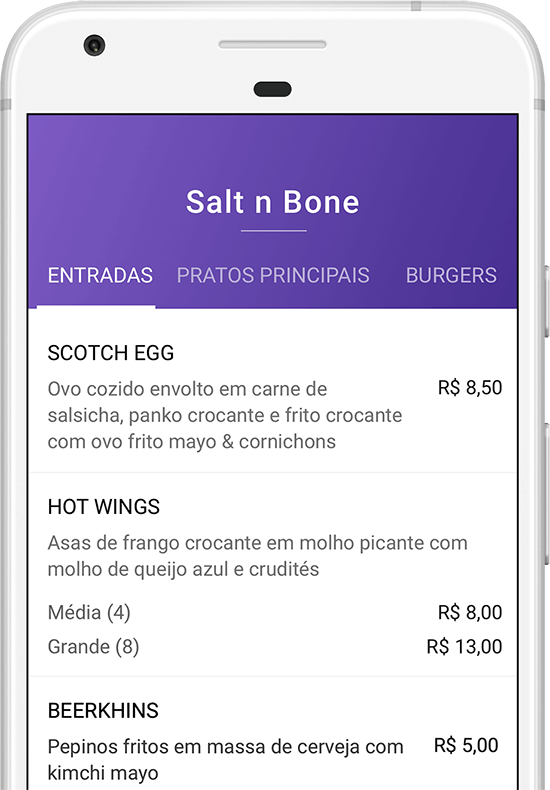 Salt n Bone
ENTRADAS PRATOS PRINCIPAIS BURGERS
SCOTCH EGG
Ovo cozido envolto em carne de R$ 8,50
salsicha, panko crocante e frito crocante
com ovo frito mayo & cornichons
HOT WINGS
Asas de frango crocante em molho picante com
molho de queijo azul e crudités
Média (4) R$ 8,00
Grande (8) R$ 13,00
BEERKHINS
Pepinos fritos em massa de cerveja com R$ 5,00
kimchi mayo